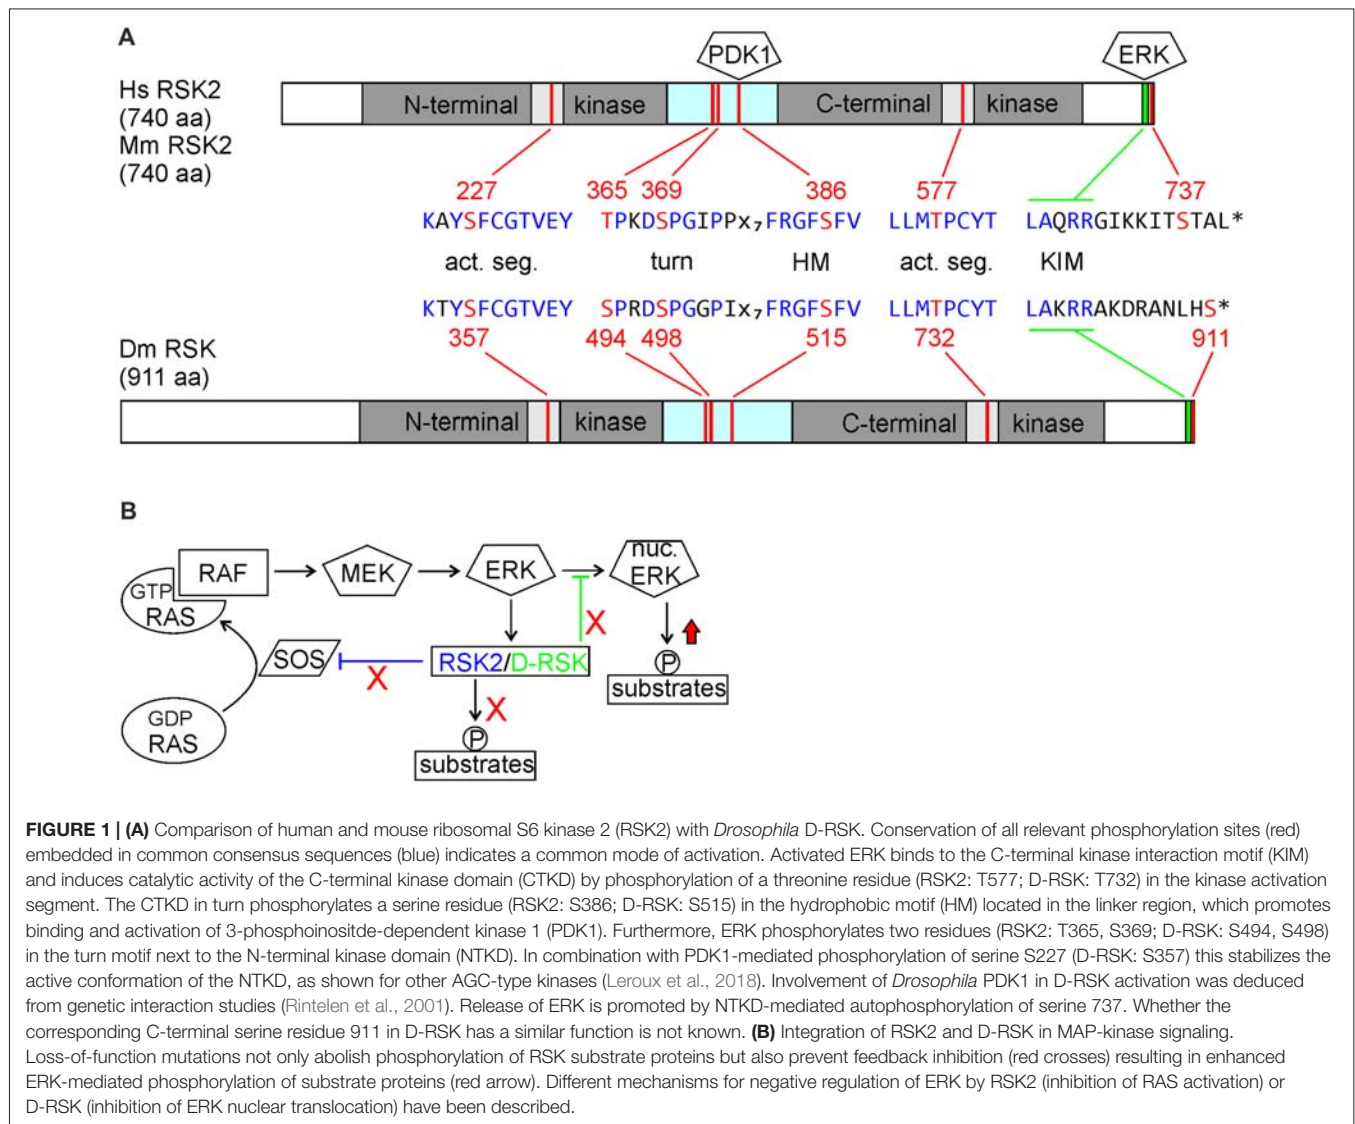 A
PDK1
ERK
Hs RSK2
(740 aa)
Mm RSK2
(740 aa)
N-terminal kinase C-terminal kinase
227 365 369 386 577 737
KAYSFCGTVEY TPKDSPGIPPx₇FRGFSFV LLMTPCYT LAQRRGIKKITSTAL*
act. seg. turn HM act. seg. KIM
KTYSFCGTVEY SPRDSPGGPIx₇FRGFSFV LLMTPCYT LAKRRAKDRANLHS*
357 494 498 515 732 911
Dm RSK
(911 aa)
N-terminal kinase C-terminal kinase
B
RAF MEK ERK nuc. ERK
GTP
RAS
SOS X RSK2/D-RSK X
P
substrates
GDP
RAS
X
P
substrates
FIGURE 1 | (A) Comparison of human and mouse ribosomal S6 kinase 2 (RSK2) with Drosophila D-RSK. Conservation of all relevant phosphorylation sites (red)
embedded in common consensus sequences (blue) indicates a common mode of activation. Activated ERK binds to the C-terminal kinase interaction motif (KIM)
and induces catalytic activity of the C-terminal kinase domain (CTKD) by phosphorylation of a threonine residue (RSK2: T577; D-RSK: T732) in the kinase activation
segment. The CTKD in turn phosphorylates a serine residue (RSK2: S386; D-RSK: S515) in the hydrophobic motif (HM) located in the linker region, which promotes
binding and activation of 3-phosphoinositde-dependent kinase 1 (PDK1). Furthermore, ERK phosphorylates two residues (RSK2: T365, S369; D-RSK: S494, S498)
in the turn motif next to the N-terminal kinase domain (NTKD). In combination with PDK1-mediated phosphorylation of serine S227 (D-RSK: S357) this stabilizes the
active conformation of the NTKD, as shown for other AGC-type kinases (Leroux et al., 2018). Involvement of Drosophila PDK1 in D-RSK activation was deduced
from genetic interaction studies (Rintelen et al., 2001). Release of ERK is promoted by NTKD-mediated autophosphorylation of serine 737. Whether the
corresponding C-terminal serine residue 911 in D-RSK has a similar function is not known. (B) Integration of RSK2 and D-RSK in MAP-kinase signaling.
Loss-of-function mutations not only abolish phosphorylation of RSK substrate proteins but also prevent feedback inhibition (red crosses) resulting in enhanced
ERK-mediated phosphorylation of substrate proteins (red arrow). Different mechanisms for negative regulation of ERK by RSK2 (inhibition of RAS activation) or
D-RSK (inhibition of ERK nuclear translocation) have been described.